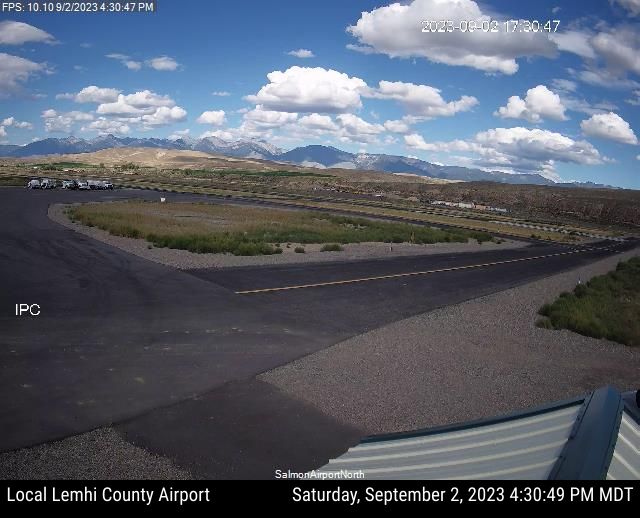 FPS: 10.10 9/2/2023 4:30:47 PM
2023-09-02 17:30:47
IPC
SalmonAirportNorth
Local Lemhi County Airport Saturday, September 2, 2023 4:30:49 PM MDT